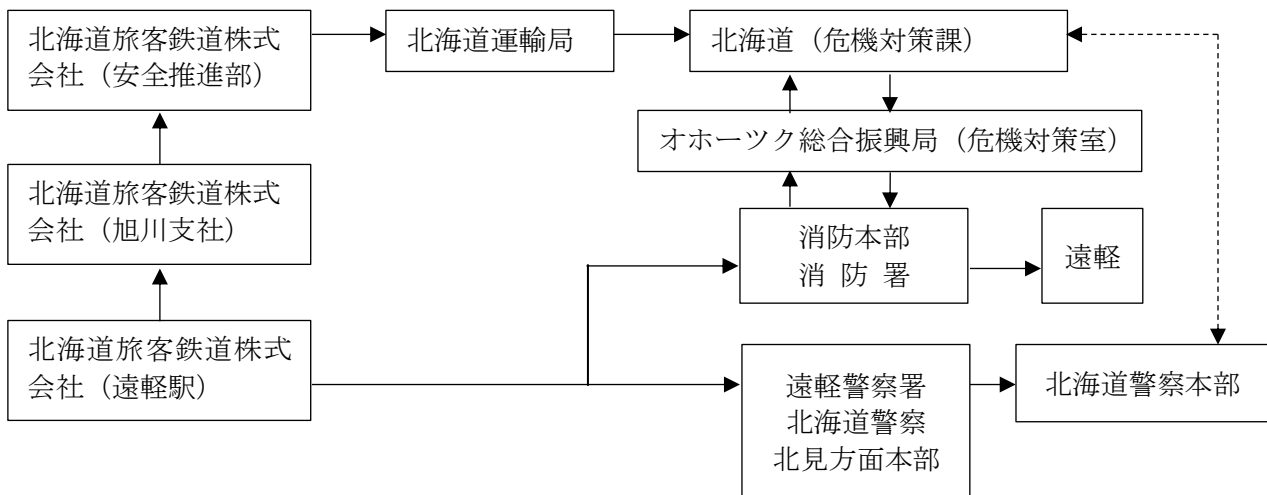 北海道旅客鉄道株式
会社（安全推進部）
北海道運輸局
北海道（危機対策課）
オホーツク総合振興局（危機対策室）
北海道旅客鉄道株式
会社（旭川支社）
消防本部
消 防 署
遠軽
北海道旅客鉄道株式
会社（遠軽駅）
遠軽警察署
北海道警察
北見方面本部
北海道警察本部